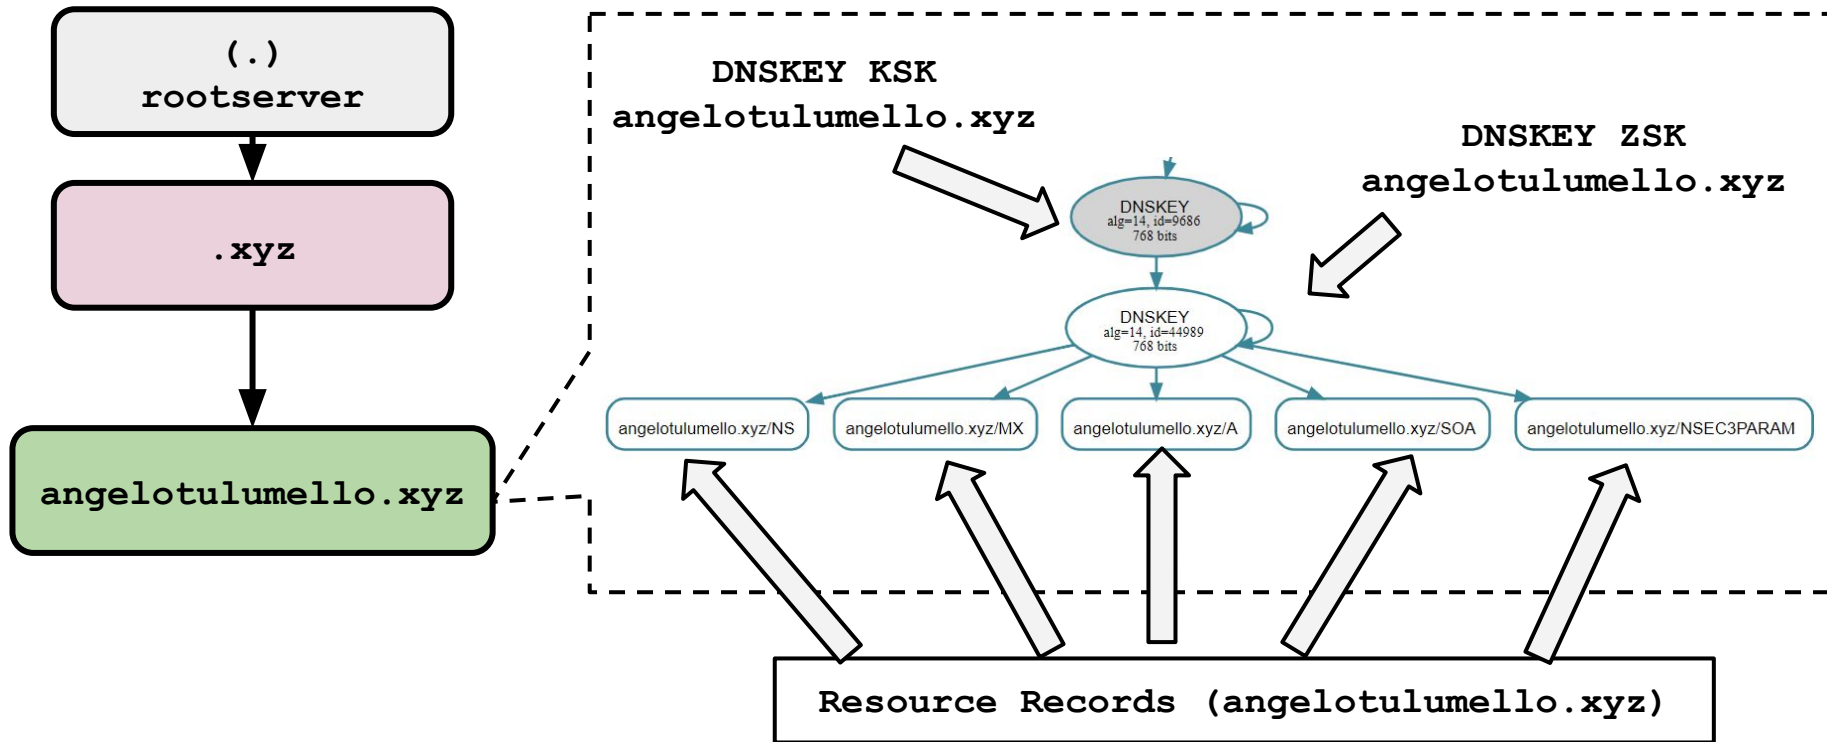 (.)
rootserver
.xyz
angelotulumello.xyz
DNSKEY KSK
angelotulumello.xyz
DNSKEY ZSK
angelotulumello.xyz
DNSKEY
alg=14, id=9686
768 bits
DNSKEY
alg=14, id=44989
768 bits
angelotulumello.xyz/NS
angelotulumello.xyz/MX
angelotulumello.xyz/A
angelotulumello.xyz/SOA
angelotulumello.xyz/NSEC3PARAM
Resource Records (angelotulumello.xyz)